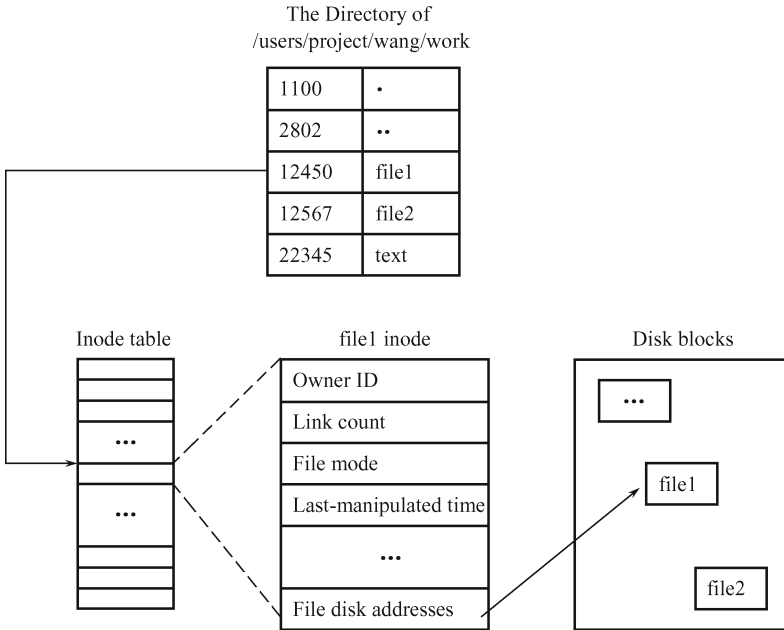 The Directory of
/users/project/wang/work
1100 •
2802 ••
12450 file1
12567 file2
22345 text
Inode table
•••
•••
file1 inode
Owner ID
Link count
File mode
Last-manipulated time
•••
File disk addresses
Disk blocks
•••
file1
file2